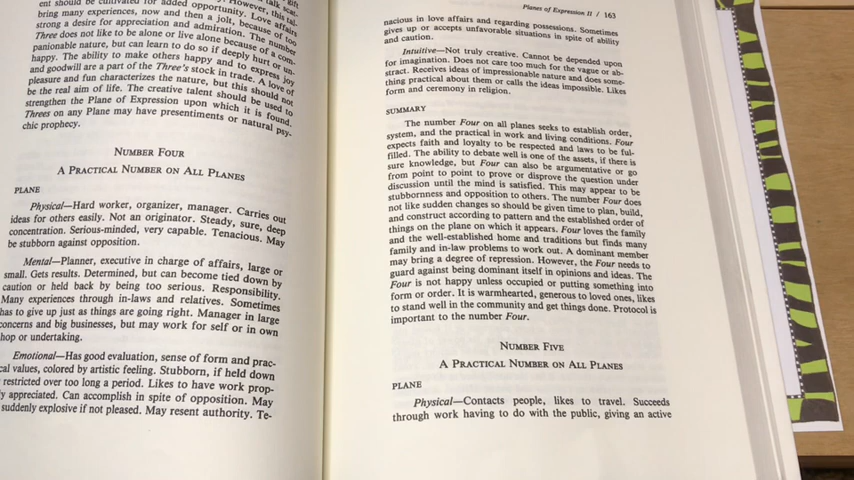 ent should be cultivated for added opportunity. Love affairs
bring many experiences, now and then a jolt, because of too
strong a desire for appreciation and admiration. The number
Three does not like to be alone or live alone because of a com-
panionable nature, but can learn to do so if deeply hurt or un-
happy. The ability to make others happy and to express joy
and goodwill are a part of the Three's stock in trade. A love of
pleasure and fun characterizes the nature, but this should not
be the real aim of life. The creative talent should be used to
strengthen the Plane of Expression upon which it is found.
Threes on any Plane may have presentiments or natural psy-
chic prophecy.
NUMBER FOUR
A PRACTICAL NUMBER ON ALL PLANES
PLANE
Physical—Hard worker, organizer, manager. Carries out
ideas for others easily. Not an originator. Steady, sure, deep
concentration. Serious-minded, very capable. Tenacious. May
be stubborn against opposition.
Mental—Planner, executive in charge of affairs, large or
small. Gets results. Determined, but can become tied down by
caution or held back by being too serious. Responsibility.
Many experiences through in-laws and relatives. Sometimes
has to give up just as things are going right. Manager in large
concerns and big businesses, but may work for self or in own
hop or undertaking.
Emotional—Has good evaluation, sense of form and prac-
cal values, colored by artistic feeling. Stubborn, if held down
restricted over too long a period. Likes to have work prop-
y appreciated. Can accomplish in spite of opposition. May
suddenly explosive if not pleased. May resent authority. Te-
Planes of Expression II / 163
nacious in love affairs and regarding possessions. Sometimes
gives up or accepts unfavorable situations in spite of ability
and caution.
Intuitive—Not truly creative. Cannot be depended upon
for imagination. Does not care too much for the vague or ab-
stract. Receives ideas of impressionable nature and does some-
thing practical about them or calls the ideas impossible. Likes
form and ceremony in religion.
SUMMARY
The number Four on all planes seeks to establish order,
system, and the practical in work and living conditions. Four
expects faith and loyalty to be respected and laws to be ful-
filled. The ability to debate well is one of the assets, if there is
sure knowledge, but Four can also be argumentative or go
from point to point to prove or disprove the question under
discussion until the mind is satisfied. This may appear to be
stubbornness and opposition to others. The number Four does
not like sudden changes so should be given time to plan, build,
and construct according to pattern and the established order of
things on the plane on which it appears. Four loves the family
and the well-established home and traditions but finds many
family and in-law problems to work out. A dominant member
may bring a degree of repression. However, the Four needs to
guard against being dominant itself in opinions and ideas. The
Four is not happy unless occupied or putting something into
form or order. It is warmhearted, generous to loved ones, likes
to stand well in the community and get things done. Protocol is
important to the number Four.
NUMBER FIVE
A PRACTICAL NUMBER ON ALL PLANES
PLANE
Physical—Contacts people, likes to travel. Succeeds
through work having to do with the public, giving an active